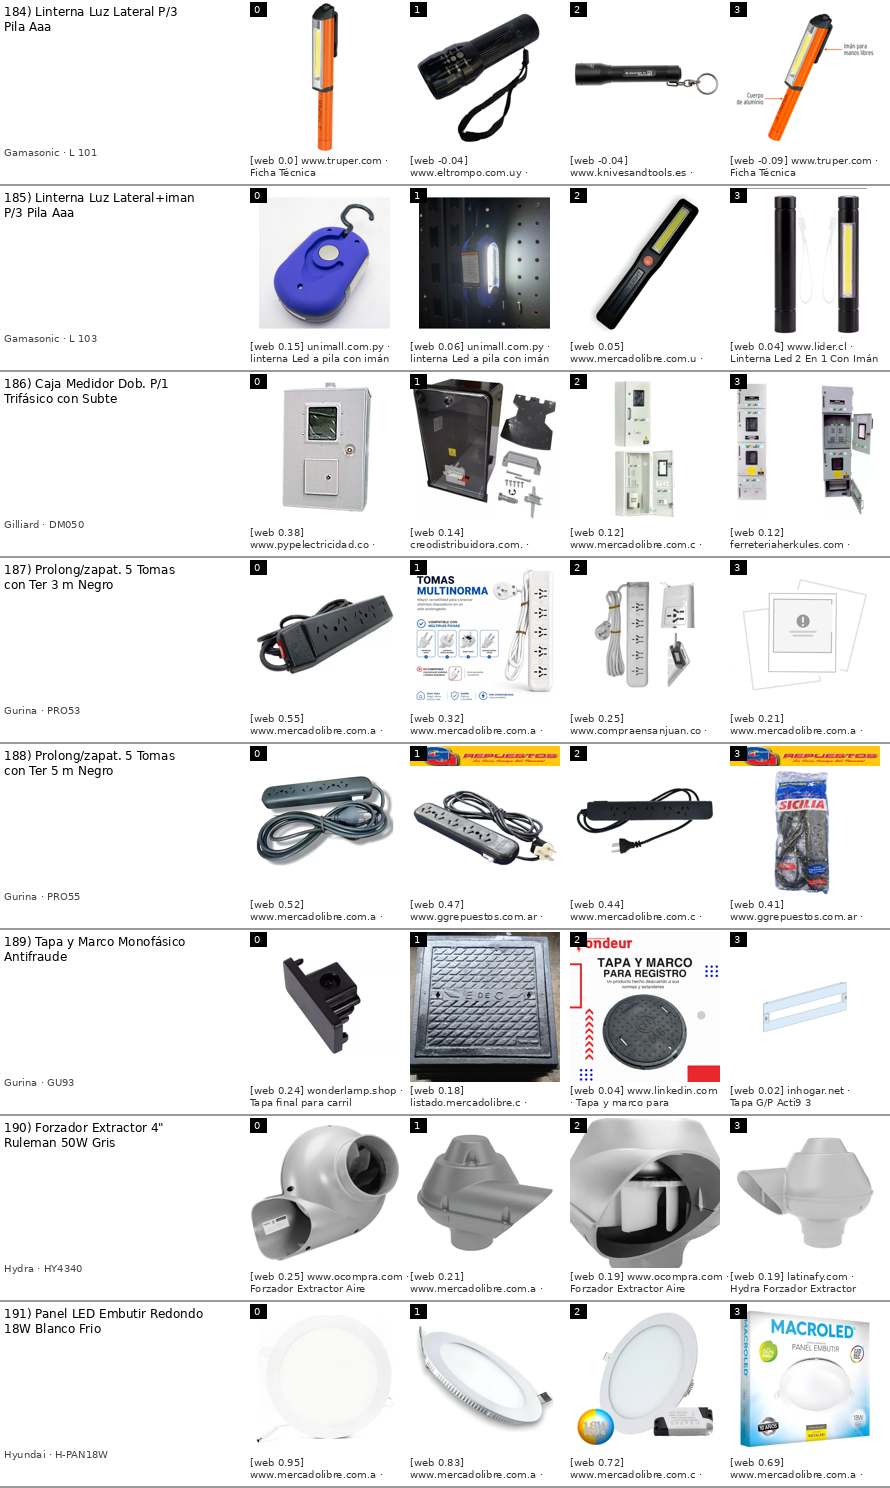 184) Linterna Luz Lateral P/3
Pila Aaa
Gamasonic · L 101
0
1
2
3
Imán para
manos libres
Cuerpo
de aluminio
[web 0.0] www.truper.com ·
Ficha Técnica
[web -0.04]
www.eltrompo.com.uy ·
[web -0.04]
www.knivesandtools.es ·
[web -0.09] www.truper.com ·
Ficha Técnica
185) Linterna Luz Lateral+iman
P/3 Pila Aaa
Gamasonic · L 103
0
1
2
3
[web 0.15] unimall.com.py ·
linterna Led a pila con imán
[web 0.06] unimall.com.py ·
linterna Led a pila con imán
[web 0.05]
www.mercadolibre.com.u ·
[web 0.04] www.lider.cl ·
Linterna Led 2 En 1 Con Imán
186) Caja Medidor Dob. P/1
Trifásico con Subte
Gilliard · DM050
0
1
2
3
[web 0.38]
www.pypelectricidad.co ·
[web 0.14]
creodistribuidora.com. ·
[web 0.12]
www.mercadolibre.com.c ·
[web 0.12]
ferreteriaherkules.com ·
187) Prolong/zapat. 5 Tomas
con Ter 3 m Negro
Gurina · PRO53
0
1
2
3
TOMAS
MULTINORMA
[web 0.55]
www.mercadolibre.com.a ·
[web 0.32]
www.mercadolibre.com.a ·
[web 0.25]
www.compraensanjuan.co ·
[web 0.21]
www.mercadolibre.com.a ·
188) Prolong/zapat. 5 Tomas
con Ter 5 m Negro
Gurina · PRO55
0
1
2
3
REPUESTOS
REPUESTOS
SICILIA
[web 0.52]
www.mercadolibre.com.a ·
[web 0.47]
www.ggrepuestos.com.ar ·
[web 0.44]
www.mercadolibre.com.c ·
[web 0.41]
www.ggrepuestos.com.ar ·
189) Tapa y Marco Monofásico
Antifraude
Gurina · GU93
0
1
2
3
E DE C
TAPA Y MARCO
PARA REGISTRO
[web 0.24] wonderlamp.shop ·
Tapa final para carril
[web 0.18]
listado.mercadolibre.c ·
[web 0.04] www.linkedin.com
· Tapa y marco para
[web 0.02] inhogar.net ·
Tapa G/P Acti9 3
190) Forzador Extractor 4"
Ruleman 50W Gris
Hydra · HY4340
0
1
2
3
[web 0.25] www.ocompra.com ·
Forzador Extractor Aire
[web 0.21]
www.mercadolibre.com.a ·
[web 0.19] www.ocompra.com ·
Forzador Extractor Aire
[web 0.19] latinafy.com ·
Hydra Forzador Extractor
191) Panel LED Embutir Redondo
18W Blanco Frio
Hyundai · H-PAN18W
0
1
2
3
MACROLED
MACROLED
PANEL EMBUTIR
18W
[web 0.95]
www.mercadolibre.com.a ·
[web 0.83]
www.mercadolibre.com.a ·
[web 0.72]
www.mercadolibre.com.c ·
[web 0.69]
www.mercadolibre.com.a ·